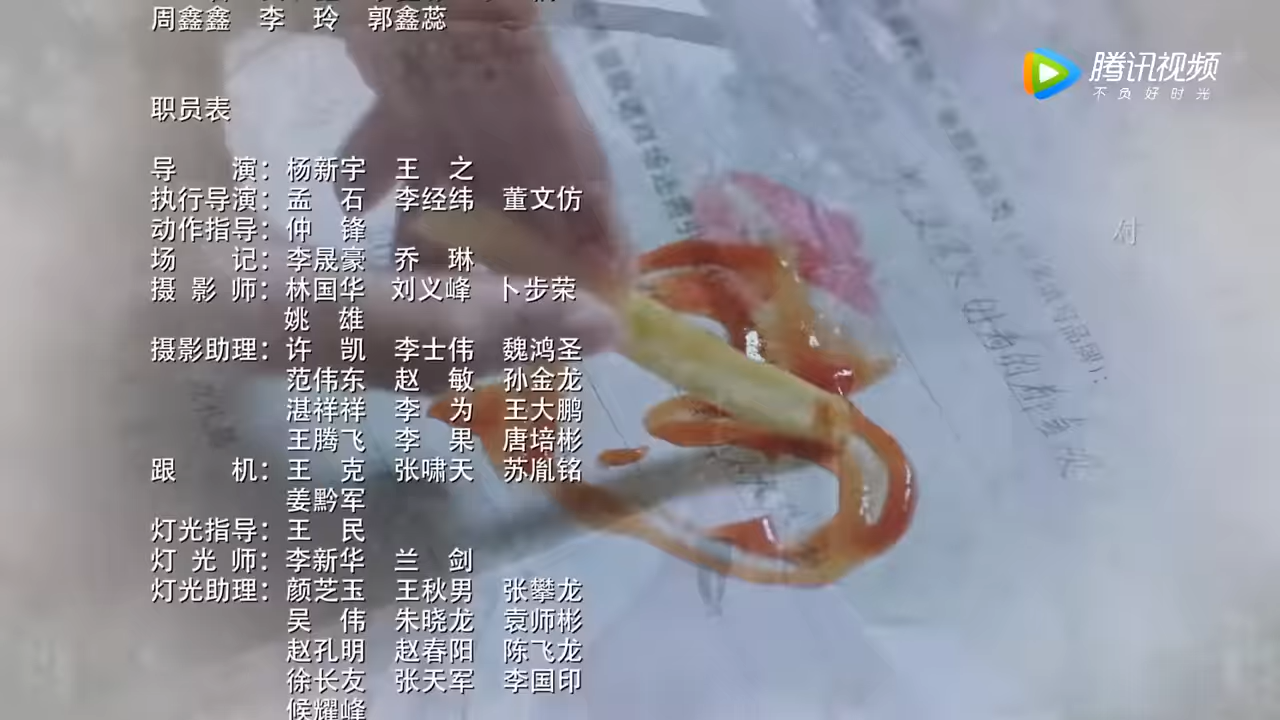 周鑫鑫 李 玲 郭鑫蕊
腾讯视频
不负好时光
职员表
导 演：杨新宇 王 之
执行导演：孟 石 李经纬 董文仿
动作指导：仲 锋
付
场 记：李晟豪 乔 琳
摄 影 师：林国华 刘义峰 卜步荣
姚 雄
摄影助理：许 凯 李士伟 魏鸿圣
范伟东 赵 敏 孙金龙
湛祥祥 李 为 王大鹏
王腾飞 李 果 唐培彬
跟 机：王 克 张啸天 苏胤铭
姜黔军
灯光指导：王 民
灯 光 师：李新华 兰 剑
灯光助理：颜芝玉 王秋男 张攀龙
吴 伟 朱晓龙 袁师彬
赵孔明 赵春阳 陈飞龙
徐长友 张天军 李国印
候耀峰